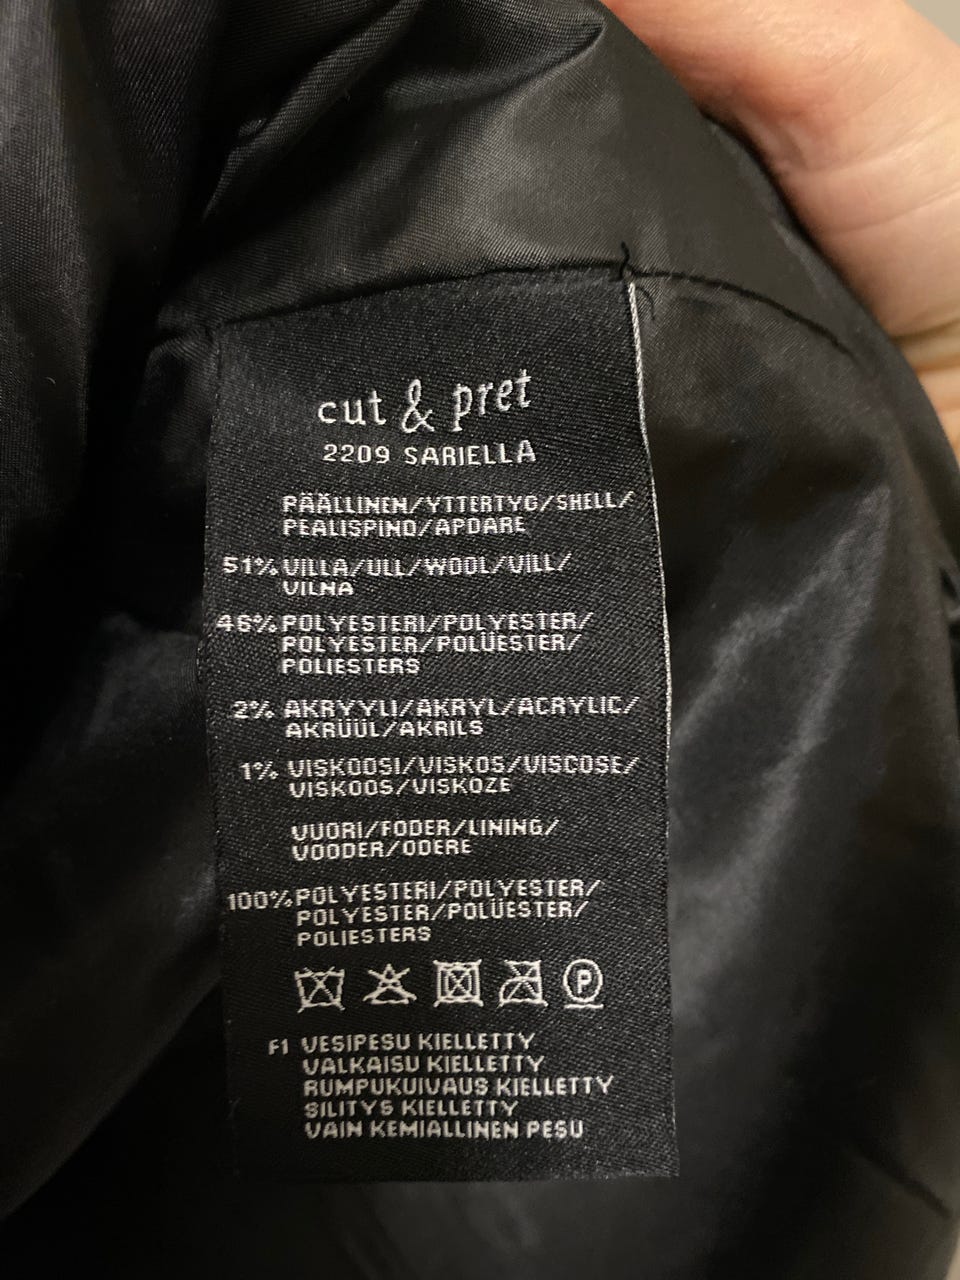 cut & pret
2209 SARIELLA
PÄÄLLINEN/YTTERTYG/SHELL/
PEALISPIND/APDARE
51% VILLA/ULL/WOOL/VILL/
VILNA
46% POLYESTERI/POLYESTER/
POLYESTER/POLÜESTER/
POLIESTERS
2% AKRYYLI/AKRYL/ACRYLIC/
AKRÜÜL/AKRILS
1% VISKOOSI/VISKOS/VISCOSE/
VISKOOS/VISKOZE
VUORI/FODER/LINING/
VOODER/ODERE
100% POLYESTERI/POLYESTER/
POLYESTER/POLÜESTER/
POLIESTERS
P
F1 VESIPESU KIELLETTY
VALKAISU KIELLETTY
RUMPUKUIVAUS KIELLETTY
SILITYS KIELLETTY
VAIN KEMIALLINEN PESU